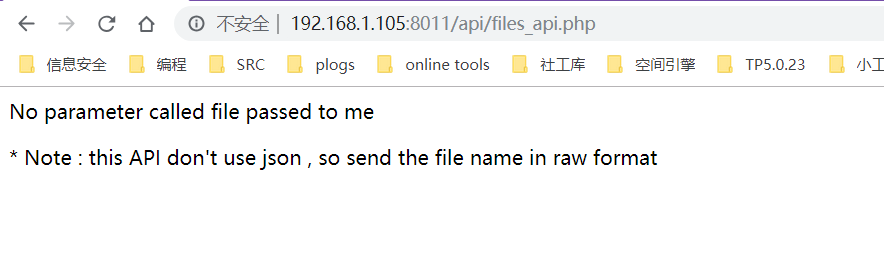 不安全 | 192.168.1.105:8011/api/files_api.php
信息安全 编程 SRC plogs online tools 社工库 空间引擎 TP5.0.23 小工
No parameter called file passed to me
* Note : this API don't use json , so send the file name in raw format